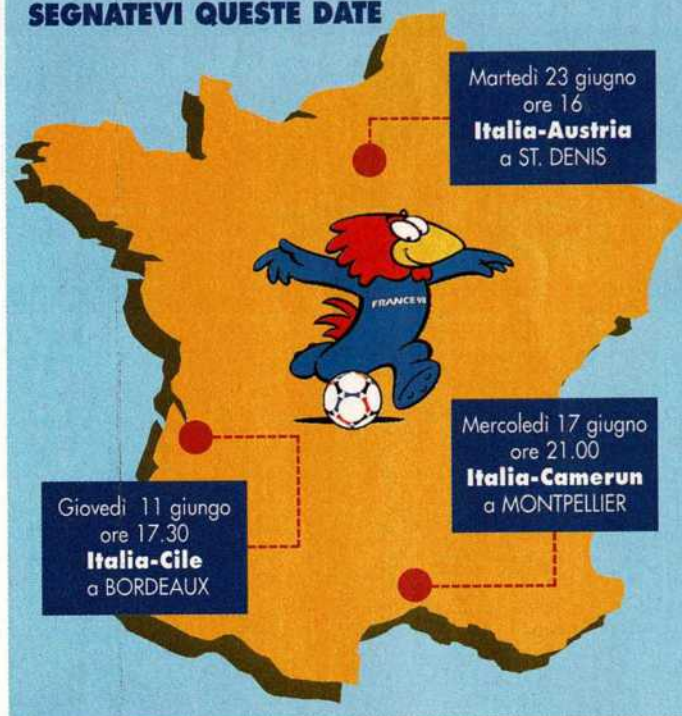 SEGNATEVI QUESTE DATE
Martedì 23 giugno
ore 16
Italia-Austria
a ST. DENIS
FRANCE 98
Mercoledì 17 giugno
ore 21.00
Italia-Camerun
a MONTPELLIER
Giovedì 11 giungo
ore 17.30
Italia-Cile
a BORDEAUX